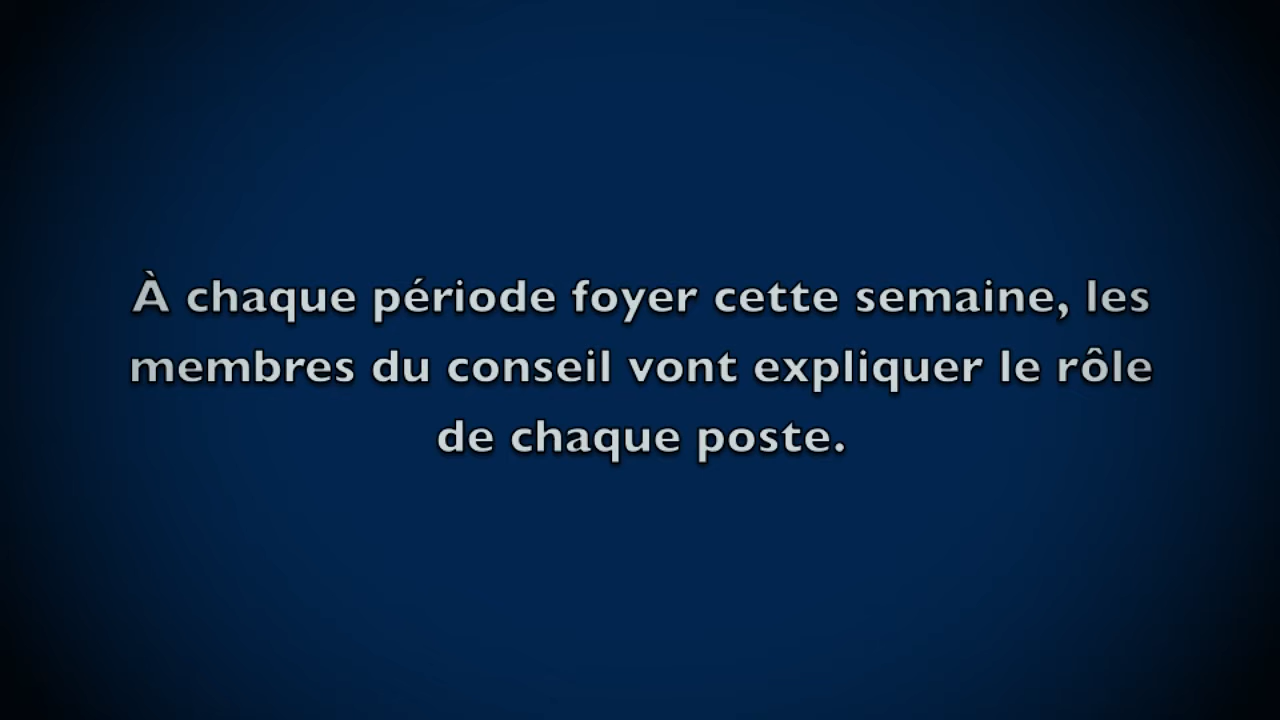 À chaque période foyer cette semaine, les
membres du conseil vont expliquer le rôle
de chaque poste.